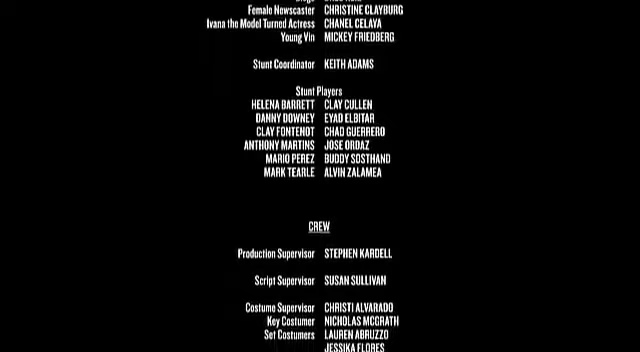 Female Newscaster CHRISTINE CLAYBURG
Ivana the Model Turned Actress CHANEL CELAYA
Young Vin MICKEY FRIEDBERG
Stunt Coordinator KEITH ADAMS
Stunt Players
HELENA BARRETT CLAY CULLEN
DANNY DOWNEY EYAD ELBITAR
CLAY FONTENOT CHAD GUERRERO
ANTHONY MARTINS JOSE ORDAZ
MARIO PEREZ BUDDY SOSTHAND
MARK TEARLE ALVIN ZALAMEA
CREW
Production Supervisor STEPHEN KARDELL
Script Supervisor SUSAN SULLIVAN
Costume Supervisor CHRISTI ALVARADO
Key Costumer NICHOLAS MCGRATH
Set Costumers LAUREN ABRUZZO
JESSIKA FLORES